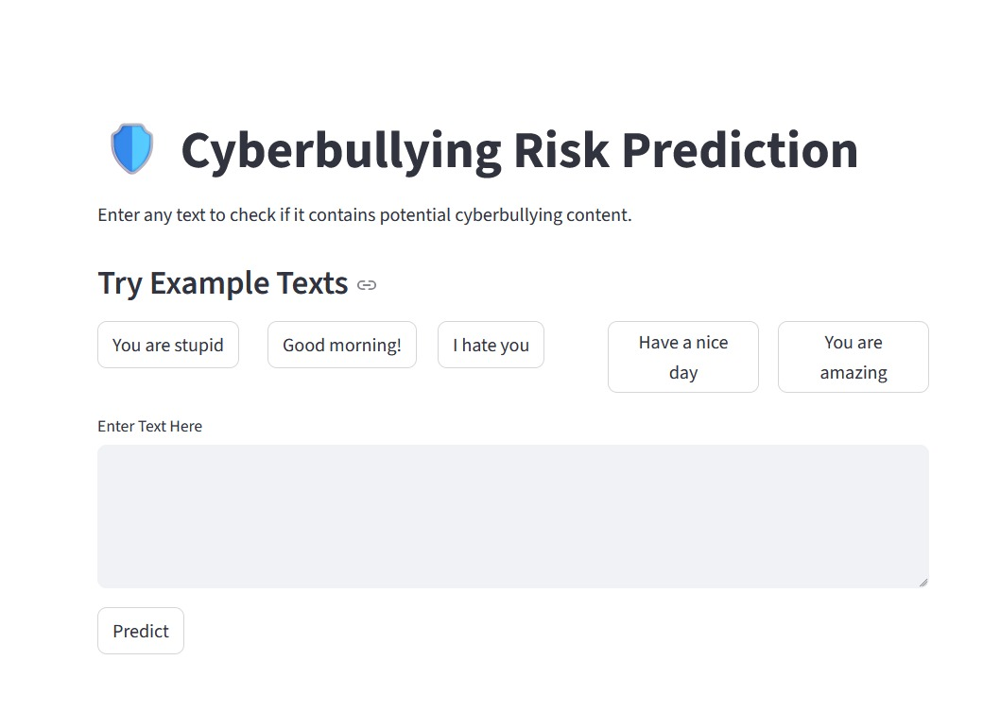 Cyberbullying Risk Prediction
Enter any text to check if it contains potential cyberbullying content.
Try Example Texts
You are stupid
Good morning!
I hate you
Have a nice
day
You are
amazing
Enter Text Here
Predict